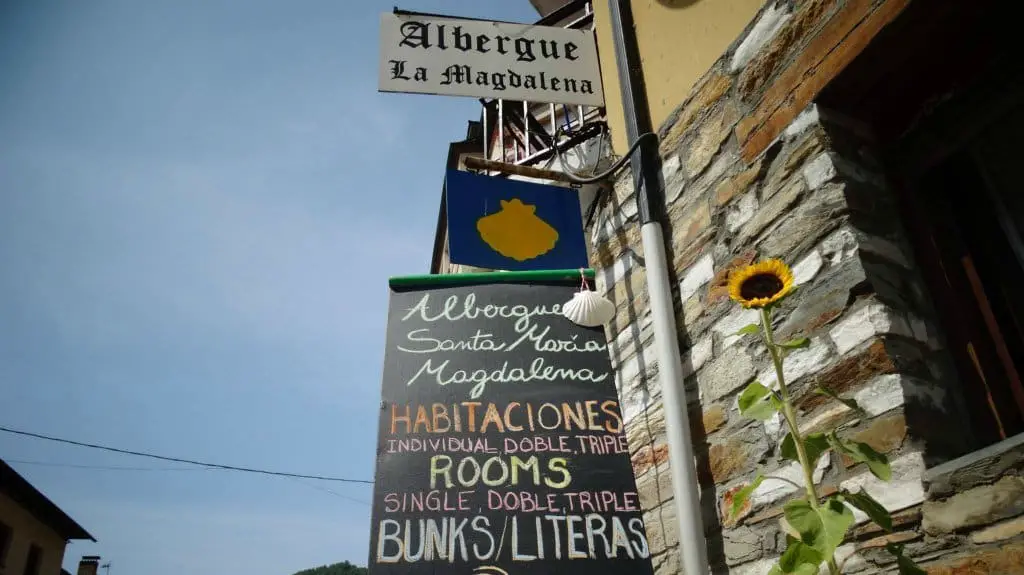 Albergue
La Magdalena
Albergue
Santa María
Magdalena
HABITACIONES
INDIVIDUAL, DOBLE, TRIPLE
ROOMS
SINGLE, DOBLE, TRIPLE
BUNKS/LITERAS